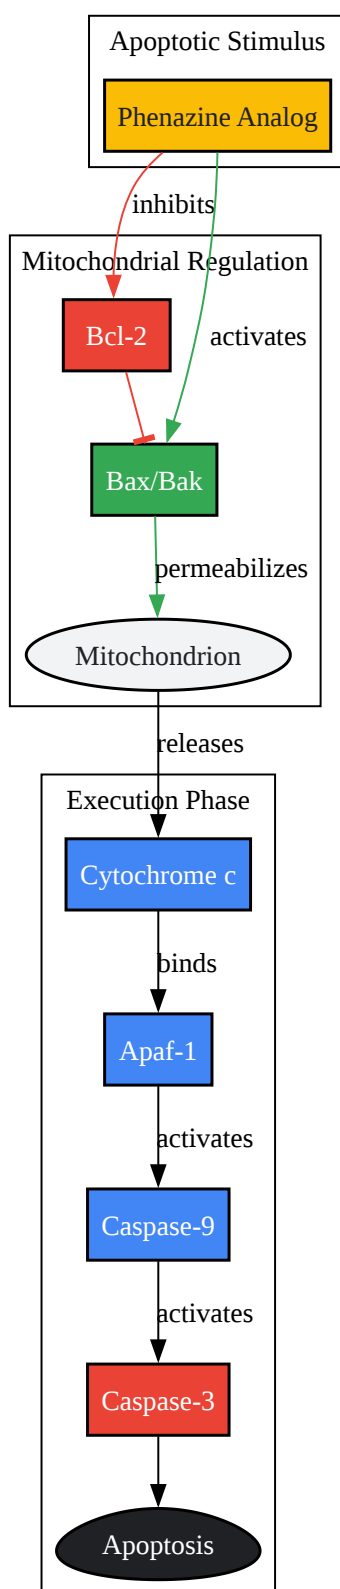 Apoptotic Stimulus
Phenazine Analog
inhibits
Mitochondrial Regulation
Bcl-2
activates
Bax/Bak
permeabilizes
Mitochondrion
releases
Execution Phase
Cytochrome c
binds
Apaf-1
activates
Caspase-9
activates
Caspase-3
Apoptosis